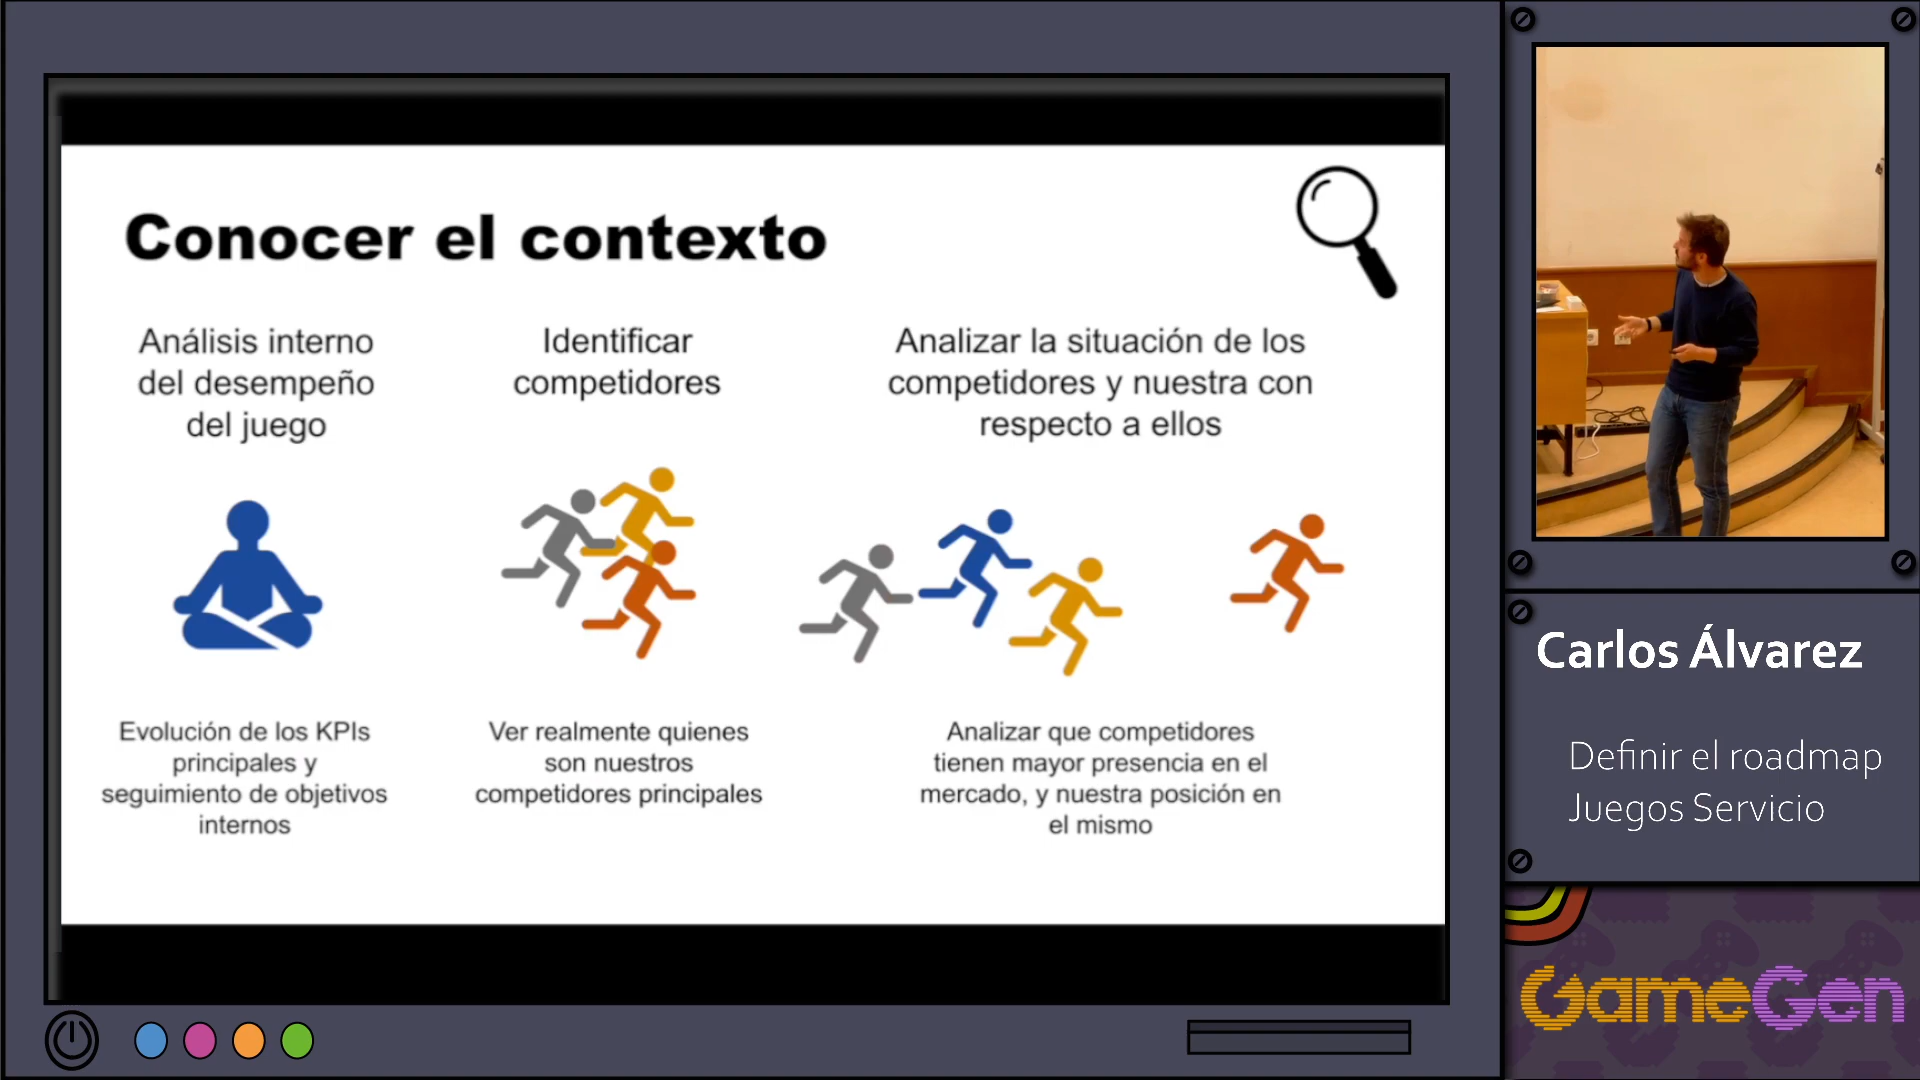 Conocer el contexto
Análisis interno
del desempeño
del juego
Identificar
competidores
Analizar la situación de los
competidores y nuestra con
respecto a ellos
Evolución de los KPIs
principales y
seguimiento de objetivos
internos
Ver realmente quienes
son nuestros
competidores principales
Analizar que competidores
tienen mayor presencia en el
mercado, y nuestra posición en
el mismo
Carlos Álvarez
Definir el roadmap
Juegos Servicio
GameGen